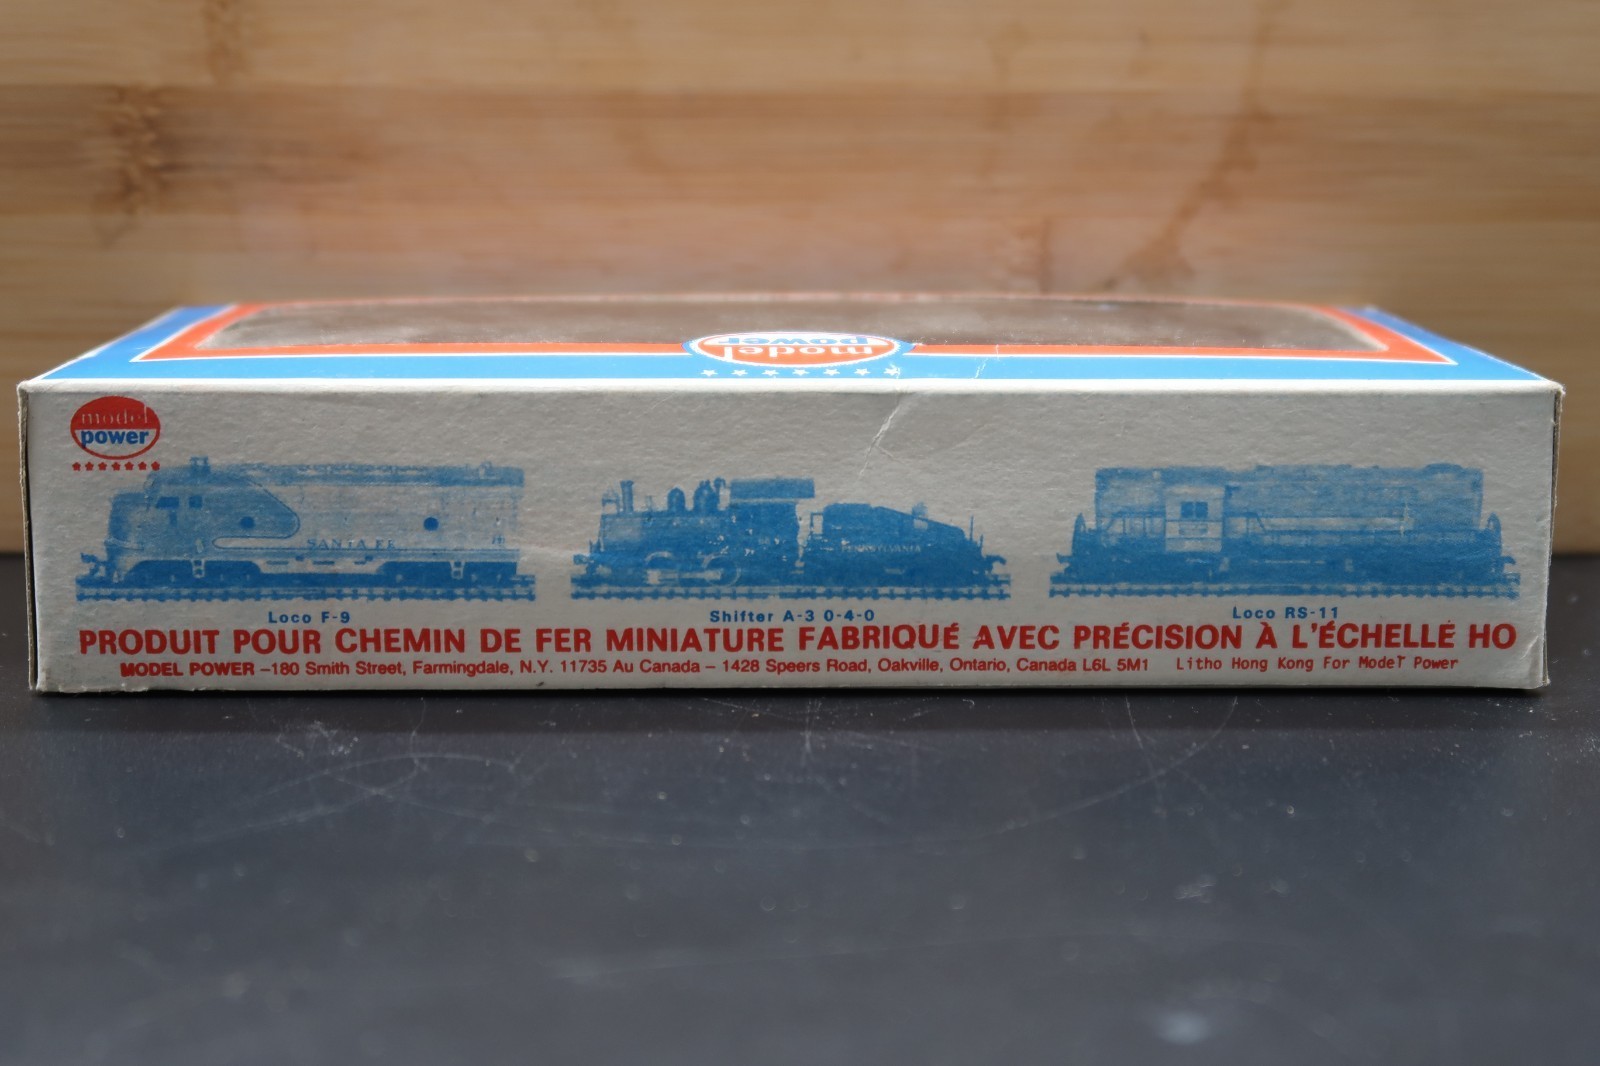 model
power
model
power
SANTA FE
PENNSYLVANIA
Loco F-9
Shifter A-3 0-4-0
Loco RS-11
PRODUIT POUR CHEMIN DE FER MINIATURE FABRIQUÉ AVEC PRÉCISION À L'ÉCHELLE HO
MODEL POWER –180 Smith Street, Farmingdale, N.Y. 11735 Au Canada – 1428 Speers Road, Oakville, Ontario, Canada L6L 5M1 Litho Hong Kong For Model Power